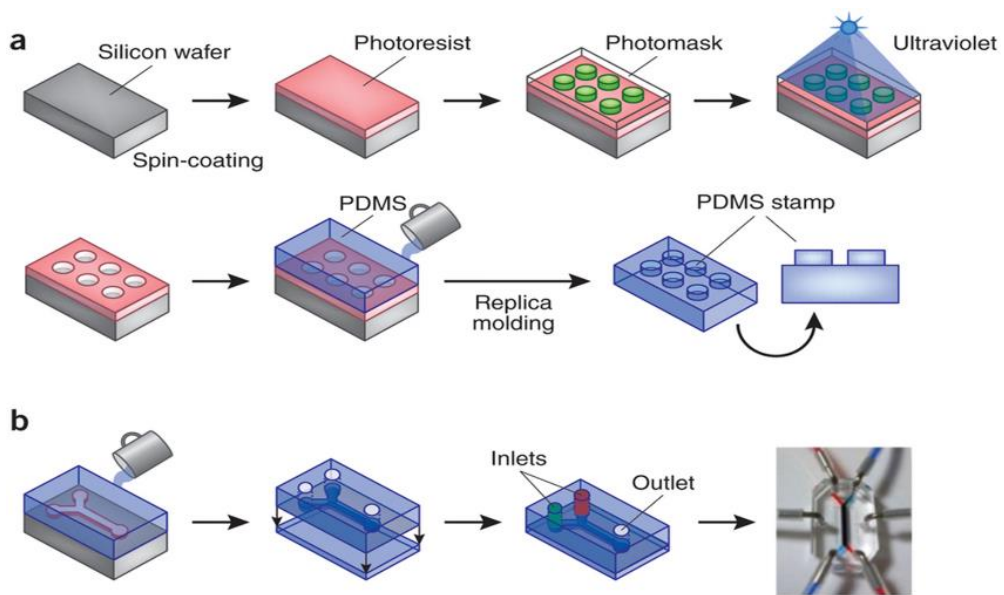 a
Silicon wafer
Photoresist
Photomask
Ultraviolet
Spin-coating
PDMS
PDMS stamp
Replica
molding
b
Inlets
Outlet